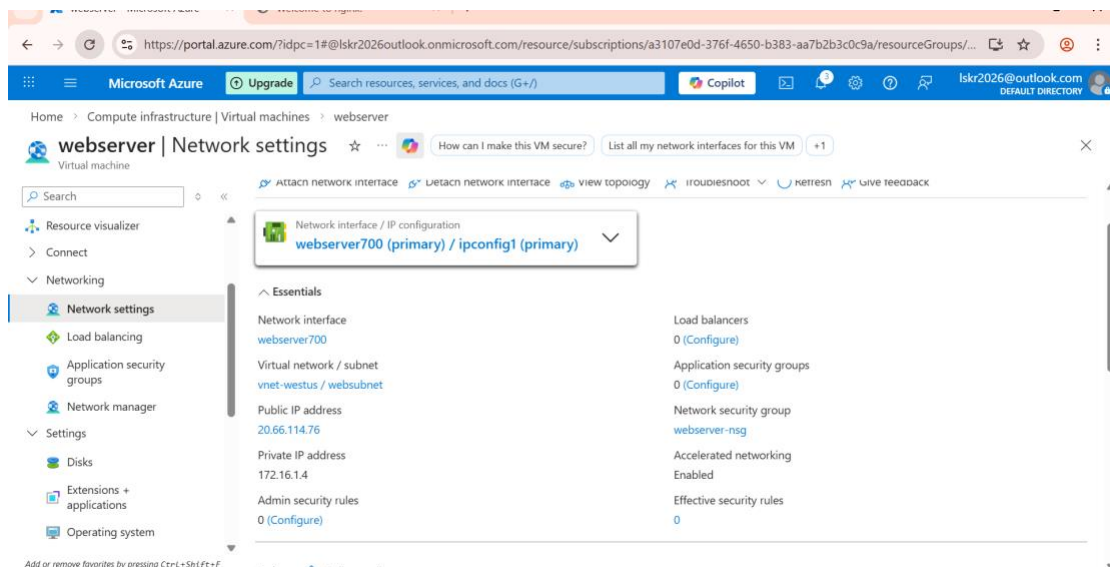 https://portal.azure.com/?idpc=1#@lskr2026outlook.onmicrosoft.com/resource/subscriptions/a3107e0d-376f-4650-b383-aa7b2b3c0c9a/resourceGroups/...
Microsoft Azure
Upgrade
Search resources, services, and docs (G+/)
Copilot
3
lskr2026@outlook.com
DEFAULT DIRECTORY
Home > Compute infrastructure | Virtual machines > webserver
webserver | Network settings
How can I make this VM secure?
List all my network interfaces for this VM
+1
Virtual machine
Search
Attach network interface Detach network interface View topology Troubleshoot Refresh Give feedback
Resource visualizer
Connect
Networking
Network settings
Load balancing
Application security
groups
Network manager
Settings
Disks
Extensions +
applications
Operating system
Add or remove favorites by pressing Ctrl+Shift+F
Network interface / IP configuration
webserver700 (primary) / ipconfig1 (primary)
Essentials
Network interface
webserver700
Virtual network / subnet
vnet-westus / websubnet
Public IP address
20.66.114.76
Private IP address
172.16.1.4
Admin security rules
0 (Configure)
Load balancers
0 (Configure)
Application security groups
0 (Configure)
Network security group
webserver-nsg
Accelerated networking
Enabled
Effective security rules
0